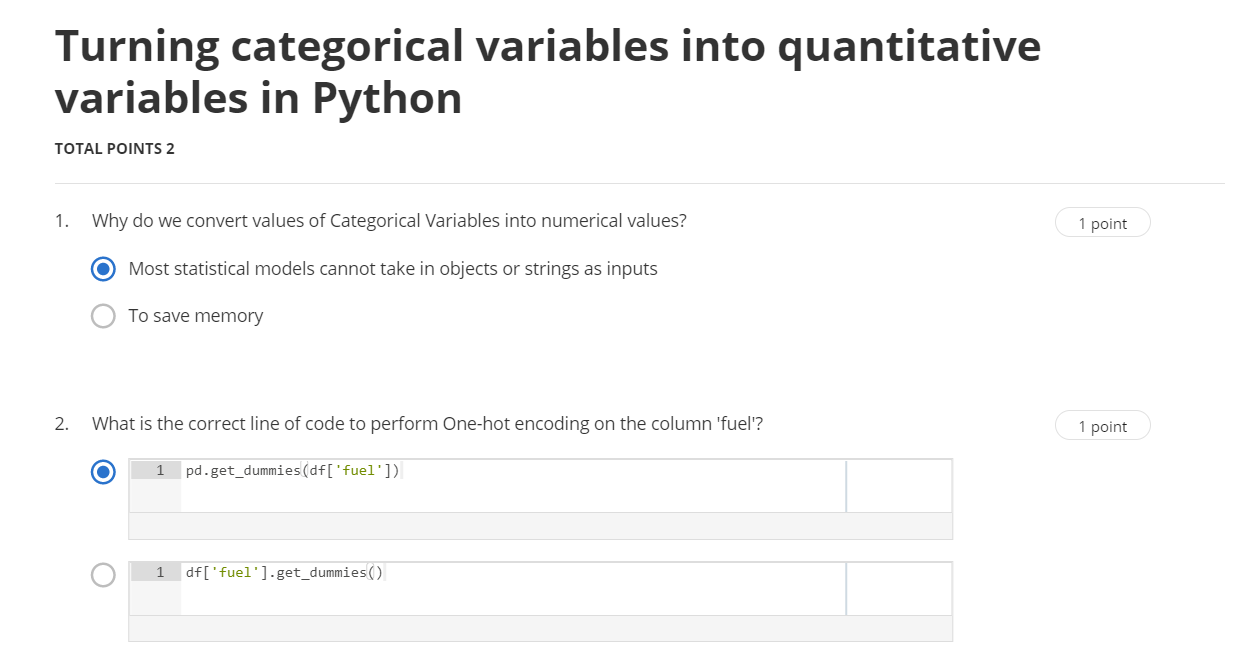 Turning categorical variables into quantitative
variables in Python
TOTAL POINTS 2
1. Why do we convert values of Categorical Variables into numerical values?
1 point
Most statistical models cannot take in objects or strings as inputs
To save memory
2. What is the correct line of code to perform One-hot encoding on the column 'fuel'?
1 point
1 pd.get_dummies(df['fuel'])
1 df['fuel'].get_dummies()